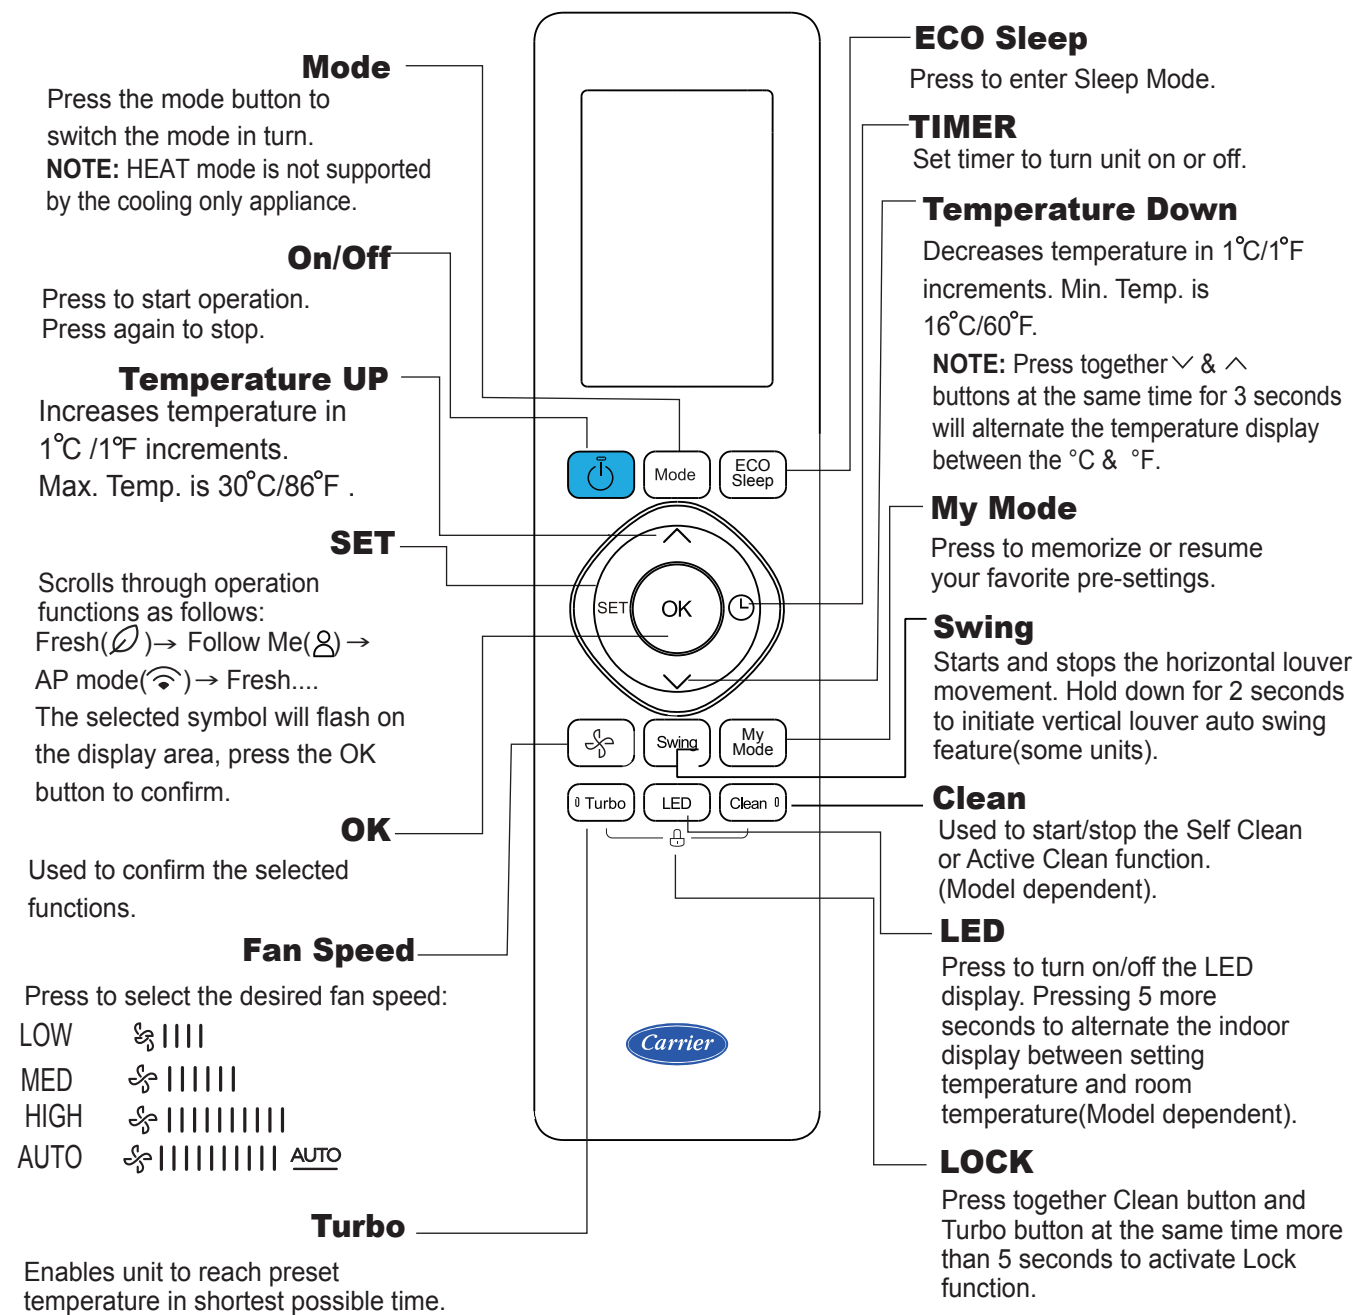 Mode
Press the mode button to
switch the mode in turn.
NOTE: HEAT mode is not supported
by the cooling only appliance.
On/Off
Press to start operation.
Press again to stop.
Temperature UP
Increases temperature in
1°C /1°F increments.
Max. Temp. is 30°C/86°F .
SET
Scrolls through operation
functions as follows:
Fresh( )→ Follow Me( )→
AP mode( )→ Fresh....
The selected symbol will flash on
the display area, press the OK
button to confirm.
OK
Used to confirm the selected
functions.
Fan Speed
Press to select the desired fan speed:
LOW
MED
HIGH
AUTO AUTO
Turbo
Enables unit to reach preset
temperature in shortest possible time.
Mode
ECO
Sleep
SET
OK
Swing
My
Mode
Turbo
LED
Clean
Carrier
ECO Sleep
Press to enter Sleep Mode.
TIMER
Set timer to turn unit on or off.
Temperature Down
Decreases temperature in 1°C/1°F
increments. Min. Temp. is
16°C/60°F.
NOTE: Press together ∨ & ∧
buttons at the same time for 3 seconds
will alternate the temperature display
between the °C & °F.
My Mode
Press to memorize or resume
your favorite pre-settings.
Swing
Starts and stops the horizontal louver
movement. Hold down for 2 seconds
to initiate vertical louver auto swing
feature(some units).
Clean
Used to start/stop the Self Clean
or Active Clean function.
(Model dependent).
LED
Press to turn on/off the LED
display. Pressing 5 more
seconds to alternate the indoor
display between setting
temperature and room
temperature(Model dependent).
LOCK
Press together Clean button and
Turbo button at the same time more
than 5 seconds to activate Lock
function.